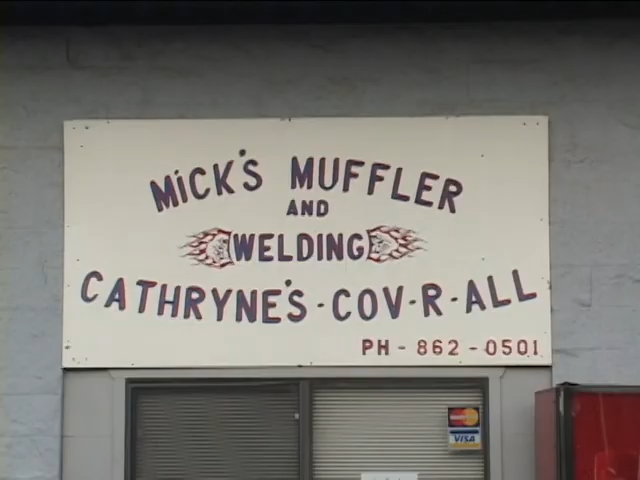 MiCK'S MUFFLER
AND
WELDING
CATHRYNE'S - COV-R-ALL
PH - 862 - 0501
MasterCard
VISA